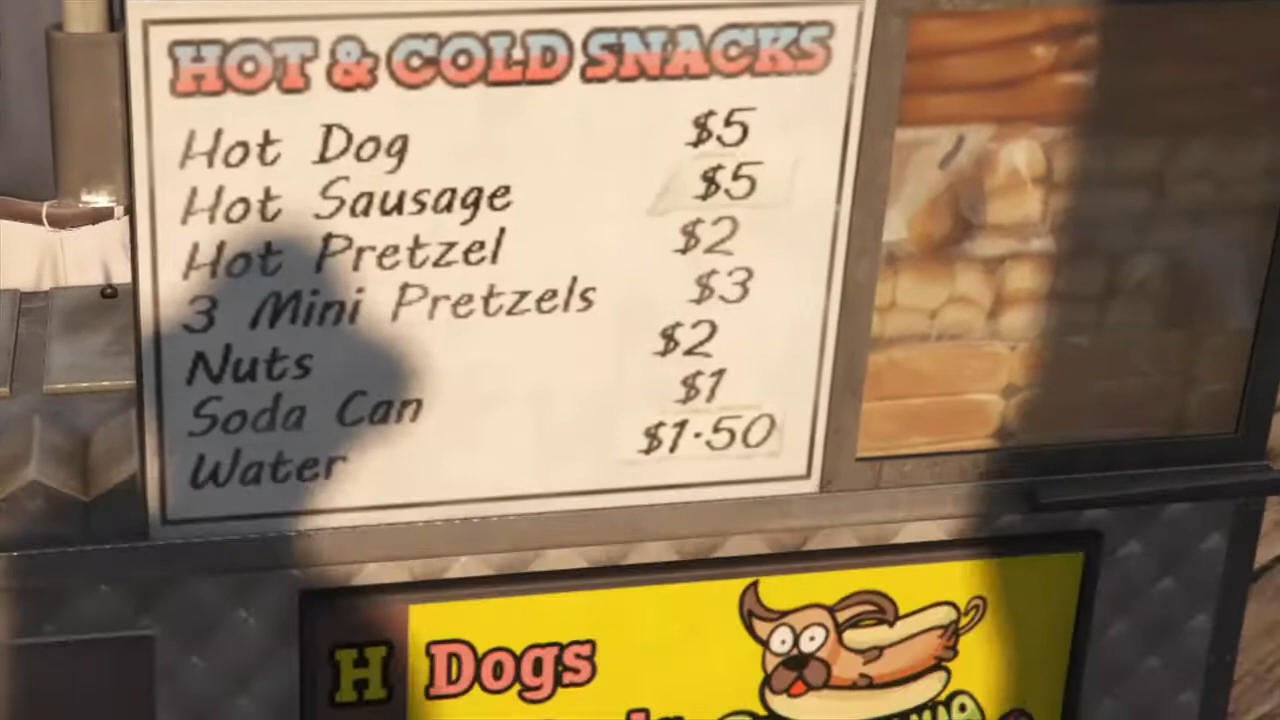 HOT & COLD SNACKS
Hot Dog $5
Hot Sausage $5
Hot Pretzel $2
3 Mini Pretzels $3
Nuts $2
Soda Can $1
Water $1.50
H Dogs